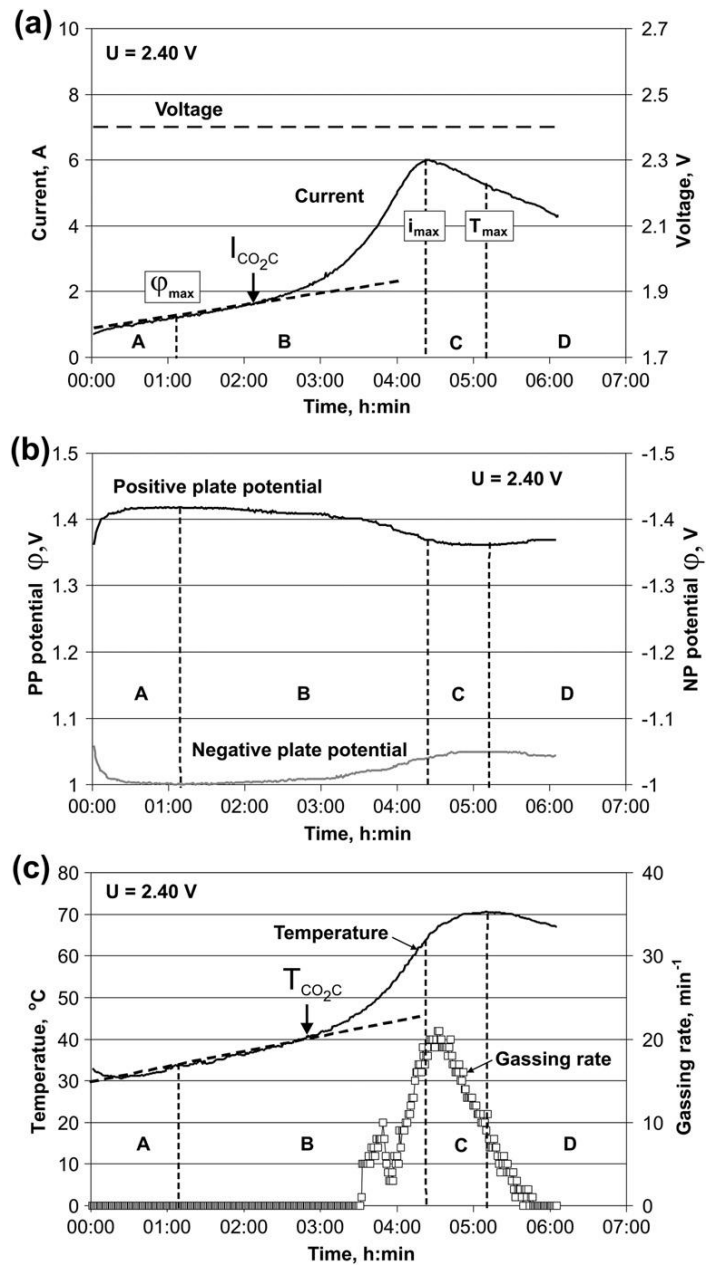 (a)
U = 2.40 V
10
8
6
4
2
0
Current, A
2.7
2.5
2.3
2.1
1.9
1.7
Voltage, V
Voltage
Current
I CO2C
φmax
imax
Tmax
A B C D
00:00 01:00 02:00 03:00 04:00 05:00 06:00 07:00
Time, h:min
(b)
U = 2.40 V
1.5
1.4
1.3
1.2
1.1
1
PP potential φ,V
-1.5
-1.4
-1.3
-1.2
-1.1
-1
NP potential φ, V
Positive plate potential
A B C D
Negative plate potential
00:00 01:00 02:00 03:00 04:00 05:00 06:00 07:00
Time, h:min
(c)
U = 2.40 V
80
70
60
50
40
30
20
10
0
Temperatue, °C
40
30
20
10
0
Gassing rate, min-1
Temperature
T CO2C
Gassing rate
A B C D
00:00 01:00 02:00 03:00 04:00 05:00 06:00 07:00
Time, h:min